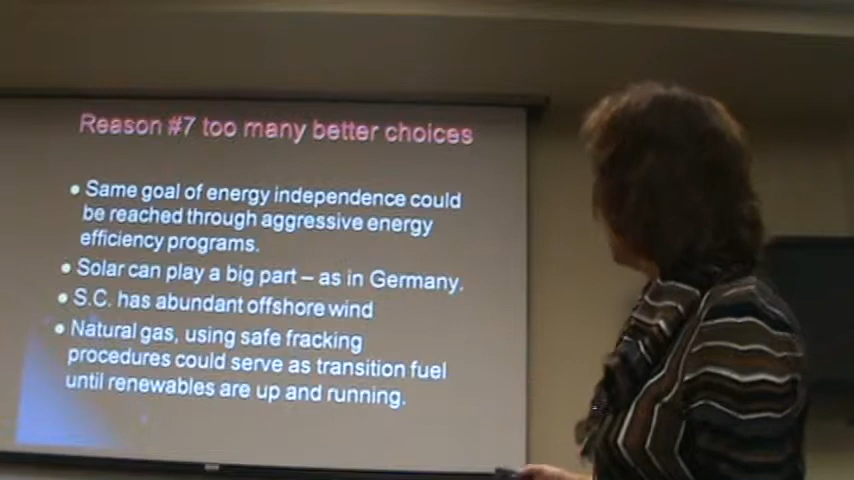 Reason #7 too many better choices
Same goal of energy independence could
be reached through aggressive energy
efficiency programs.
Solar can play a big part – as in Germany.
S.C. has abundant offshore wind
Natural gas, using safe fracking
procedures could serve as transition fuel
until renewables are up and running.